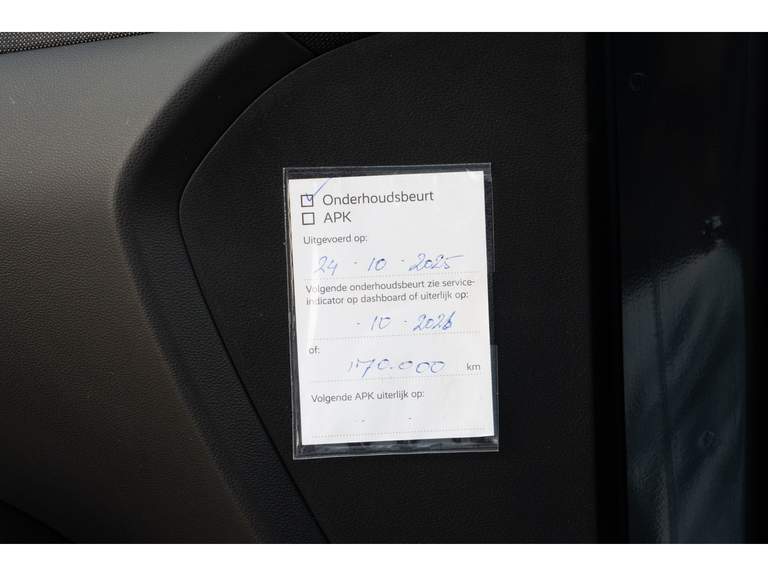 Onderhoudsbeurt
APK
Uitgevoerd op:
24 - 10 - 2025
Volgende onderhoudsbeurt zie service-
indicator op dashboard of uiterlijk op:
- 10 - 2026
of:
170.000 km
Volgende APK uiterlijk op:
- -